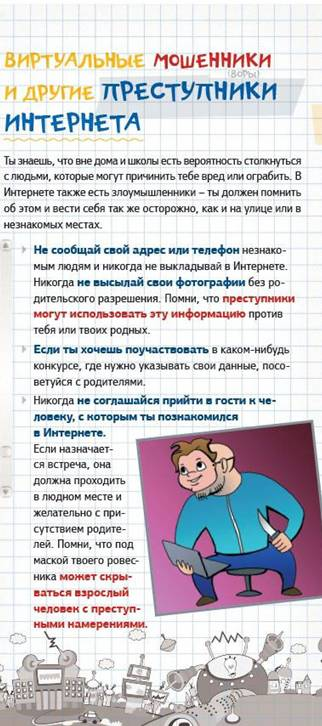 ВИРТУАЛЬНЫЕ МОШЕННИКИ
(ВОРЫ)
И ДРУГИЕ ПРЕСТУПНИКИ
ИНТЕРНЕТА
Ты знаешь, что вне дома и школы есть вероятность столкнуться
с людьми, которые могут причинить тебе вред или ограбить. В
Интернете также есть злоумышленники – ты должен помнить
об этом и вести себя так же осторожно, как и на улице или в
незнакомых местах.
Не сообщай свой адрес или телефон незнако-
мым людям и никогда не выкладывай в Интернете.
Никогда не высылай свои фотографии без ро-
дительского разрешения. Помни, что преступники
могут использовать эту информацию против
тебя или твоих родных.
Если ты хочешь поучаствовать в каком-нибудь
конкурсе, где нужно указывать свои данные, посо-
ветуйся с родителями.
Никогда не соглашайся прийти в гости к че-
ловеку, с которым ты познакомился
в Интернете.
Если назначает-
ся встреча, она
должна проходить
в людном месте и
желательно с при-
сутствием родите-
лей. Помни, что под
маской твоего ровес-
ника может скры-
ваться взрослый
человек с преступ-
ными намерениями.